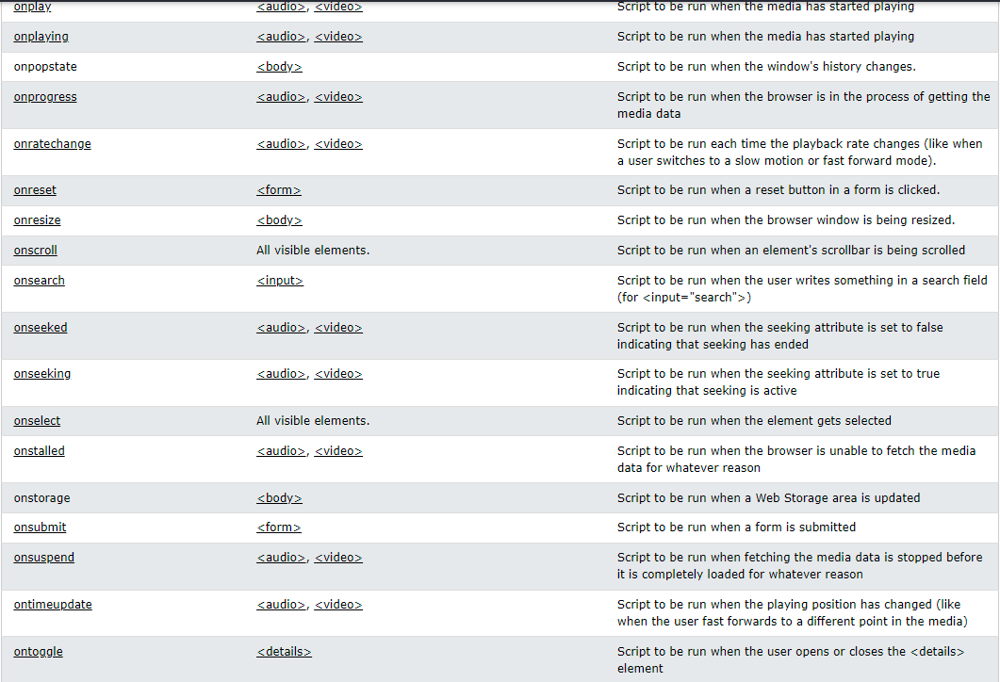 onplay <audio>, <video> Script to be run when the media has started playing
onplaying <audio>, <video> Script to be run when the media has started playing
onpopstate <body> Script to be run when the window's history changes.
onprogress <audio>, <video> Script to be run when the browser is in the process of getting the
media data
onratechange <audio>, <video> Script to be run each time the playback rate changes (like when
a user switches to a slow motion or fast forward mode).
onreset <form> Script to be run when a reset button in a form is clicked.
onresize <body> Script to be run when the browser window is being resized.
onscroll All visible elements. Script to be run when an element's scrollbar is being scrolled
onsearch <input> Script to be run when the user writes something in a search field
(for <input="search">)
onseeked <audio>, <video> Script to be run when the seeking attribute is set to false
indicating that seeking has ended
onseeking <audio>, <video> Script to be run when the seeking attribute is set to true
indicating that seeking is active
onselect All visible elements. Script to be run when the element gets selected
onstalled <audio>, <video> Script to be run when the browser is unable to fetch the media
data for whatever reason
onstorage <body> Script to be run when a Web Storage area is updated
onsubmit <form> Script to be run when a form is submitted
onsuspend <audio>, <video> Script to be run when fetching the media data is stopped before
it is completely loaded for whatever reason
ontimeupdate <audio>, <video> Script to be run when the playing position has changed (like
when the user fast forwards to a different point in the media)
ontoggle <details> Script to be run when the user opens or closes the <details>
element